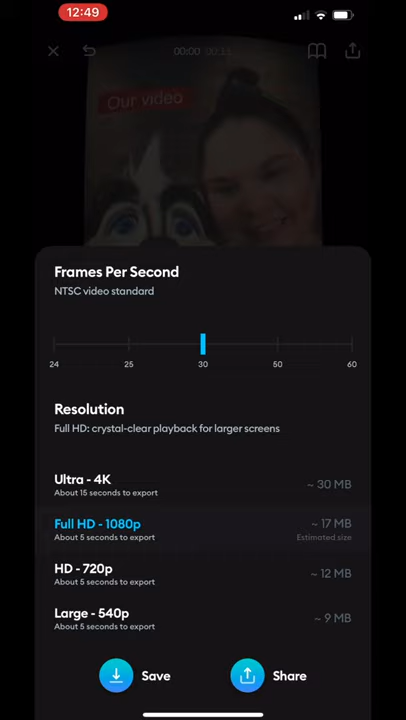 12:49
00:00 00:11
Our video
Frames Per Second
NTSC video standard
24 25 30 50 60
Resolution
Full HD: crystal-clear playback for larger screens
Ultra - 4K
About 15 seconds to export
~ 30 MB
Full HD - 1080p
About 5 seconds to export
~ 17 MB
Estimated size
HD - 720p
About 5 seconds to export
~ 12 MB
Large - 540p
About 5 seconds to export
~ 9 MB
Save
Share